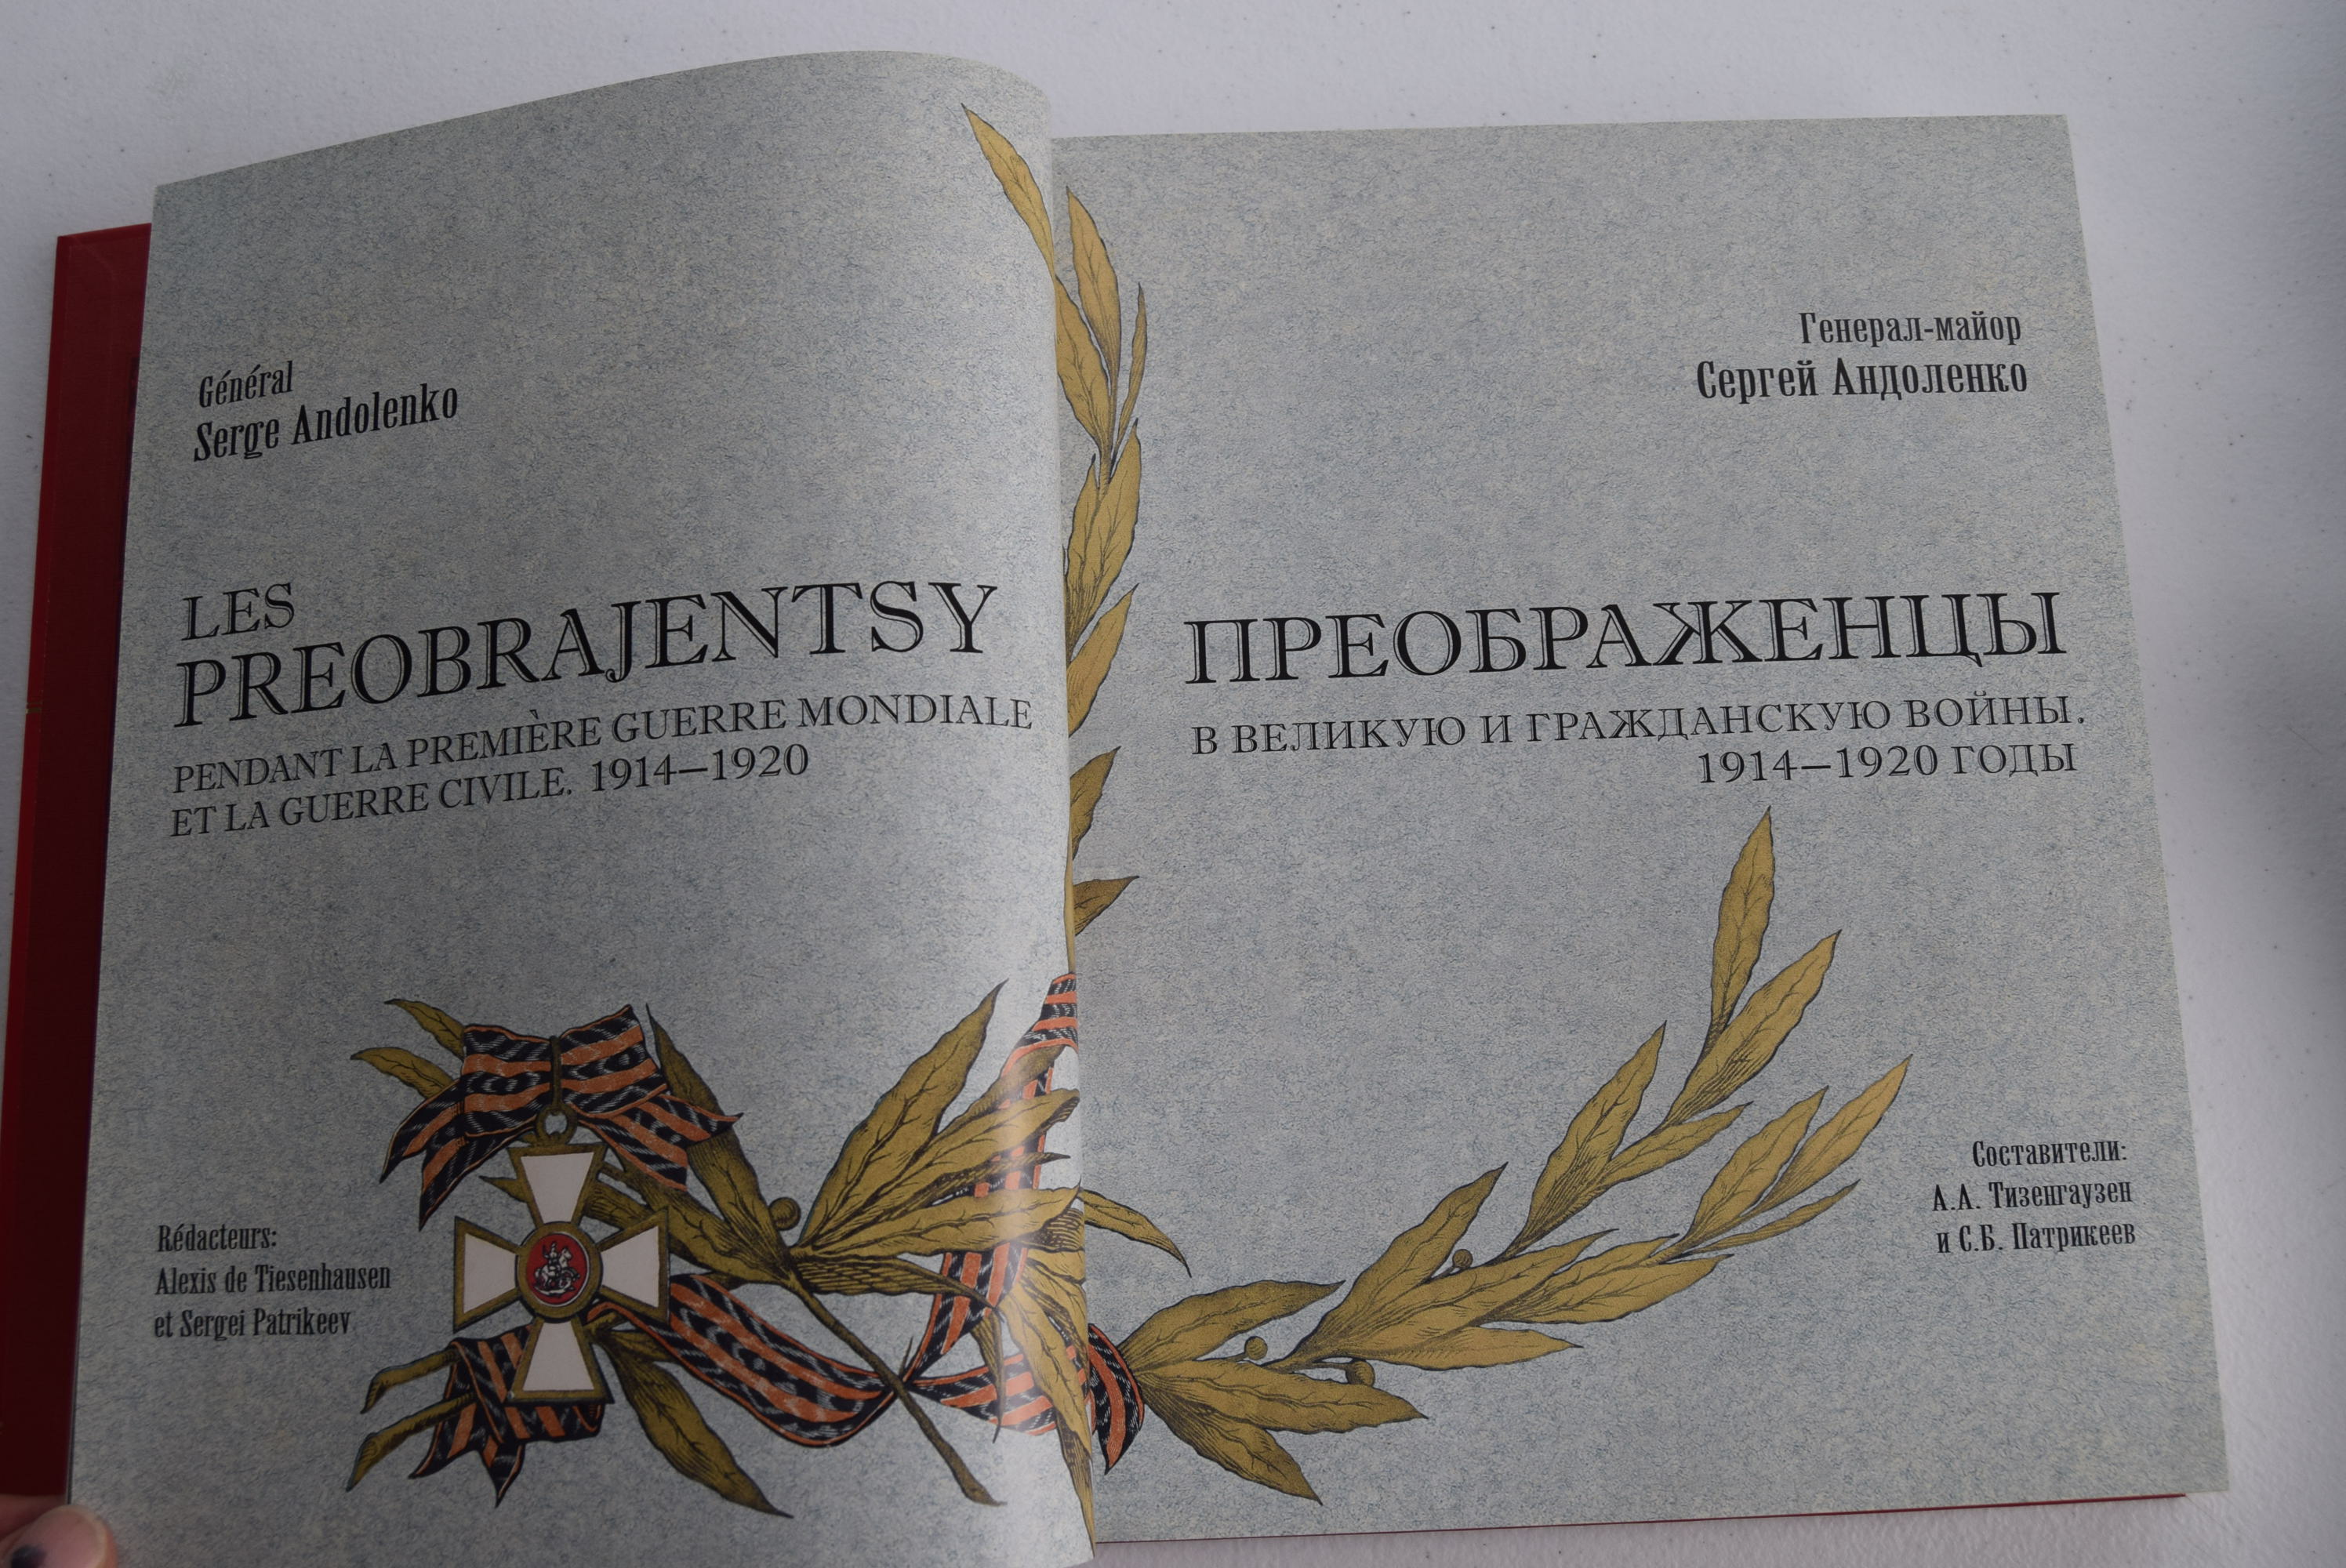 Général
Serge Andolenko
LES
PREOBRAJENTSY
PENDANT LA PREMIÈRE GUERRE MONDIALE
ET LA GUERRE CIVILE. 1914—1920
Rédacteurs:
Alexis de Tiesenhausen
et Sergei Patrikeev
Генерал-майор
Сергей Андоленко
ПРЕОБРАЖЕНЦЫ
В ВЕЛИКУЮ И ГРАЖДАНСКУЮ ВОЙНЫ.
1914—1920 ГОДЫ
Составители:
А.А. Тизенгаузен
и С.Б. Патрикеев